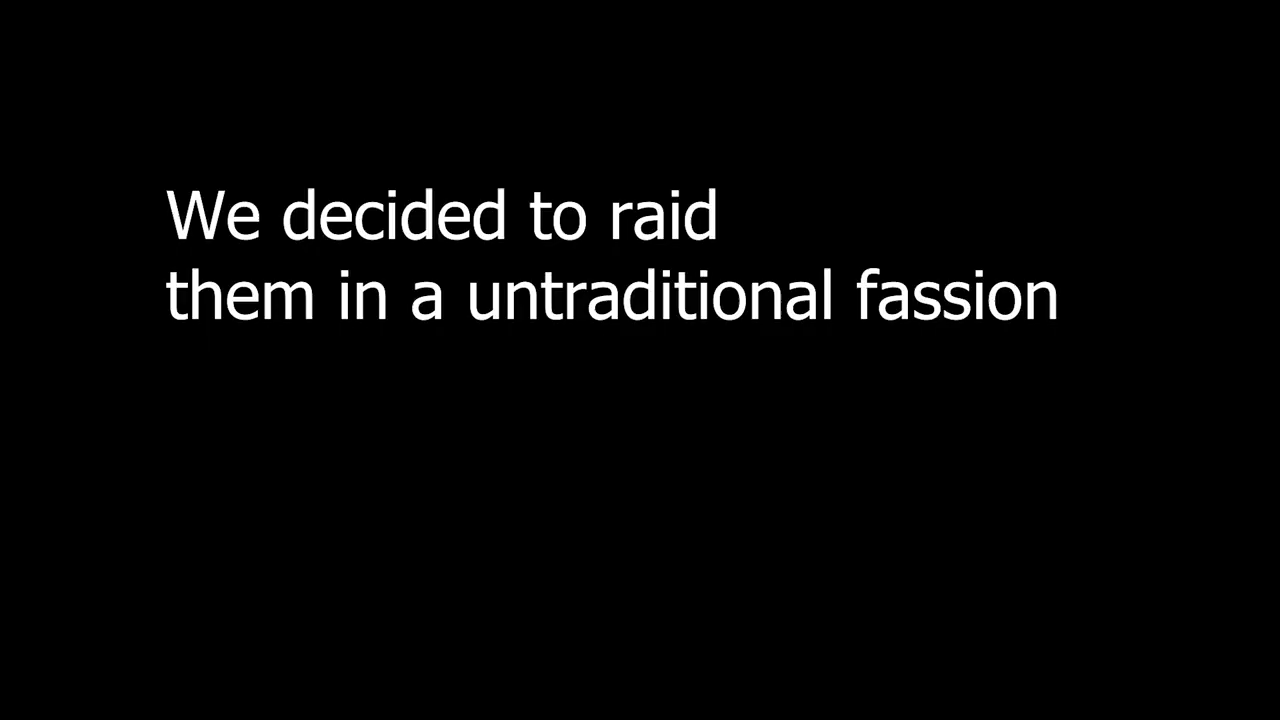 We decided to raid
them in a untraditional fassion